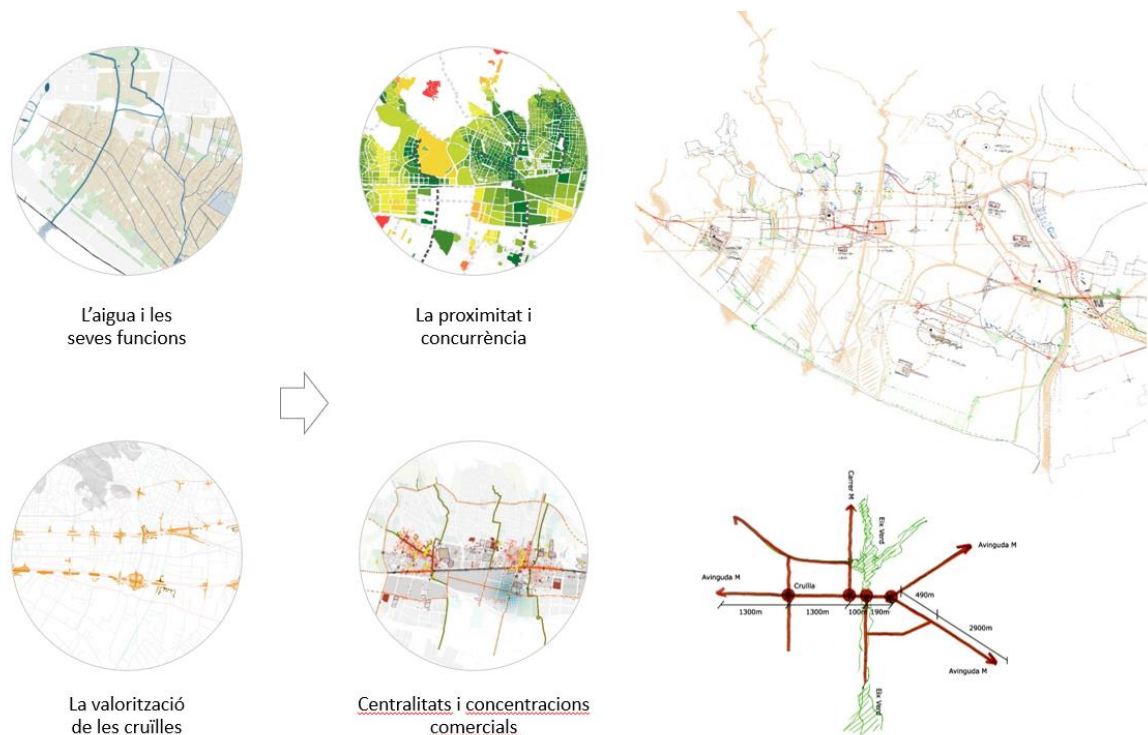 L'aigua i les
seves funcions
La proximitat i
concurrència
La valorització
de les cruïlles
Centralitats i concentracions
comercials
Carrer M
Eix Verd
Avinguda M
Avinguda M
Cruïlla
490m
1300m
1300m
100m
190m
2900m
Avinguda M
Eix Verd